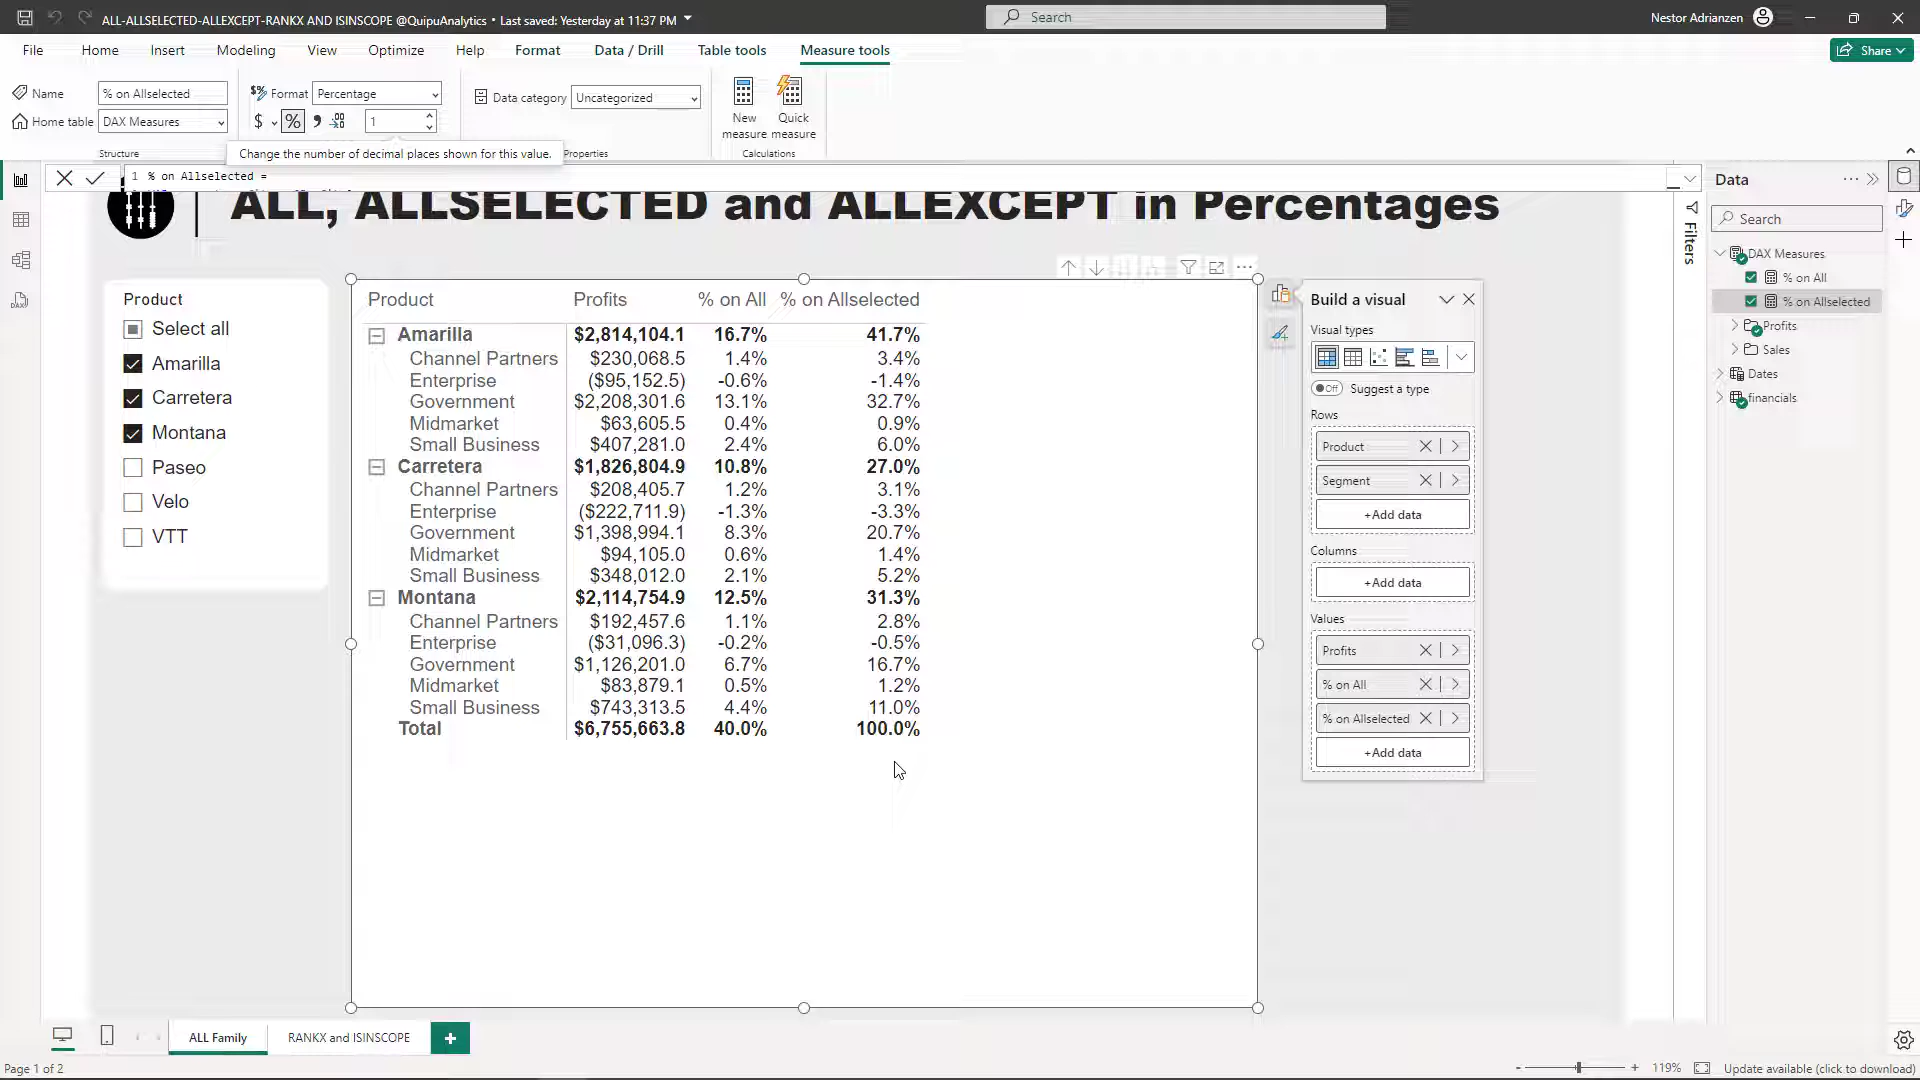 ALL-ALLSELECTED-ALLEXCEPT-RANKX AND ISINSCOPE @QuipuAnalytics • Last saved: Yesterday at 11:37 PM
Search
Nestor Adrianzen
File Home Insert Modeling View Optimize Help Format Data / Drill Table tools Measure tools
Share
Name % on Allselected
Format Percentage
Data category Uncategorized
Home table DAX Measures
$ % 1
New measure
Quick measure
Structure
Change the number of decimal places shown for this value.
Properties
Calculations
1 % on Allselected =
ALL, ALLSELECTED and ALLEXCEPT in Percentages
Product
Select all
Amarilla
Carretera
Montana
Paseo
Velo
VTT
Product Profits % on All % on Allselected
Amarilla $2,814,104.1 16.7% 41.7%
Channel Partners $230,068.5 1.4% 3.4%
Enterprise ($95,152.5) -0.6% -1.4%
Government $2,208,301.6 13.1% 32.7%
Midmarket $63,605.5 0.4% 0.9%
Small Business $407,281.0 2.4% 6.0%
Carretera $1,826,804.9 10.8% 27.0%
Channel Partners $208,405.7 1.2% 3.1%
Enterprise ($222,711.9) -1.3% -3.3%
Government $1,398,994.1 8.3% 20.7%
Midmarket $94,105.0 0.6% 1.4%
Small Business $348,012.0 2.1% 5.2%
Montana $2,114,754.9 12.5% 31.3%
Channel Partners $192,457.6 1.1% 2.8%
Enterprise ($31,096.3) -0.2% -0.5%
Government $1,126,201.0 6.7% 16.7%
Midmarket $83,879.1 0.5% 1.2%
Small Business $743,313.5 4.4% 11.0%
Total $6,755,663.8 40.0% 100.0%
Build a visual
Visual types
Off Suggest a type
Rows
Product
Segment
+Add data
Columns
+Add data
Values
Profits
% on All
% on Allselected
+Add data
Filters
Data
Search
DAX Measures
% on All
% on Allselected
Profits
Sales
Dates
financials
ALL Family
RANKX and ISINSCOPE
Page 1 of 2
- + 119%
Update available (click to download)